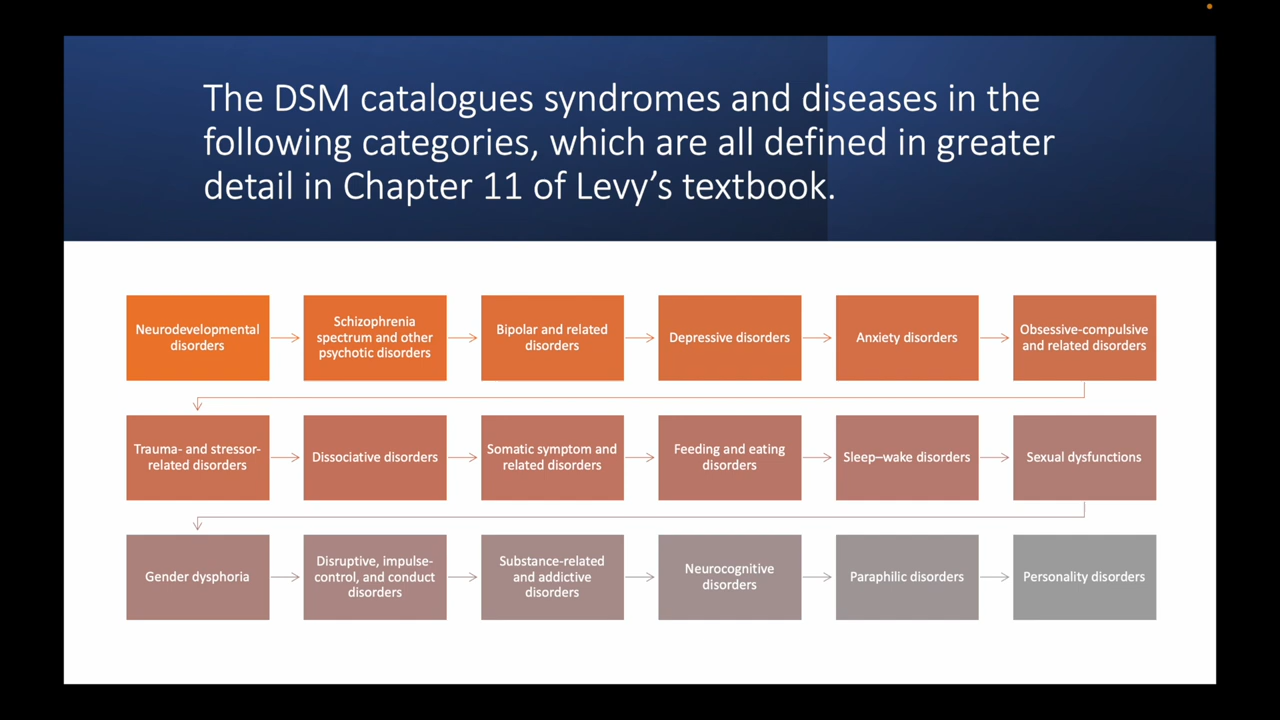 The DSM catalogues syndromes and diseases in the
following categories, which are all defined in greater
detail in Chapter 11 of Levy’s textbook.
Neurodevelopmental
disorders
Schizophrenia
spectrum and other
psychotic disorders
Bipolar and related
disorders
Depressive disorders
Anxiety disorders
Obsessive-compulsive
and related disorders
Trauma- and stressor-
related disorders
Dissociative disorders
Somatic symptom and
related disorders
Feeding and eating
disorders
Sleep–wake disorders
Sexual dysfunctions
Gender dysphoria
Disruptive, impulse-
control, and conduct
disorders
Substance-related
and addictive
disorders
Neurocognitive
disorders
Paraphilic disorders
Personality disorders